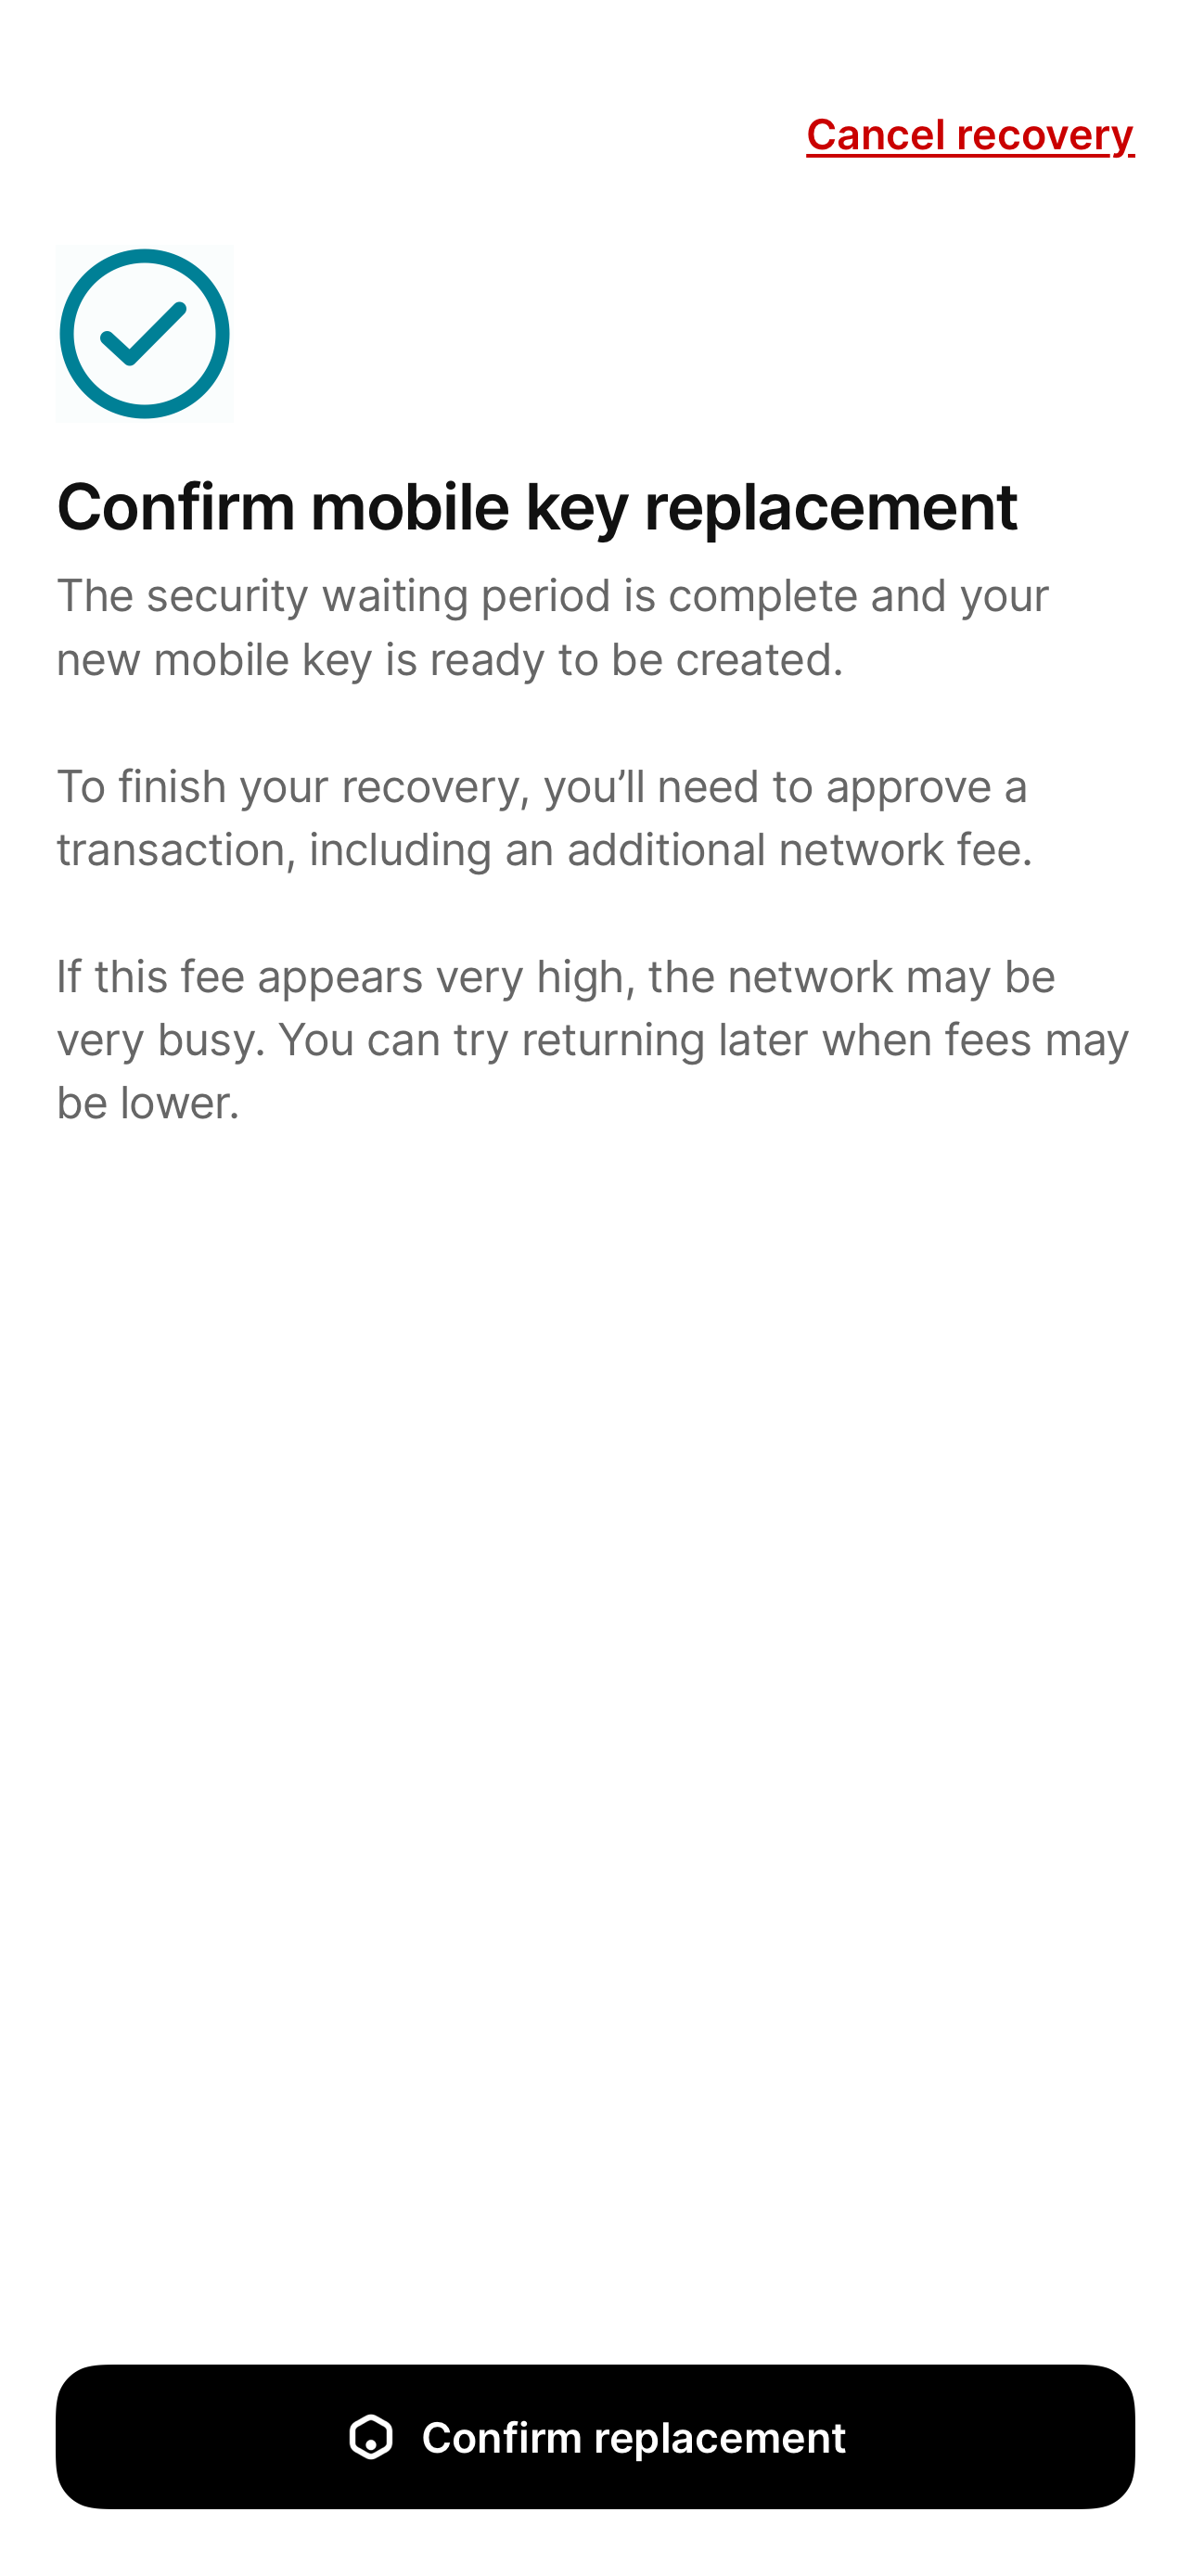 Cancel recovery
Confirm mobile key replacement
The security waiting period is complete and your
new mobile key is ready to be created.
To finish your recovery, you’ll need to approve a
transaction, including an additional network fee.
If this fee appears very high, the network may be
very busy. You can try returning later when fees may
be lower.
Confirm replacement